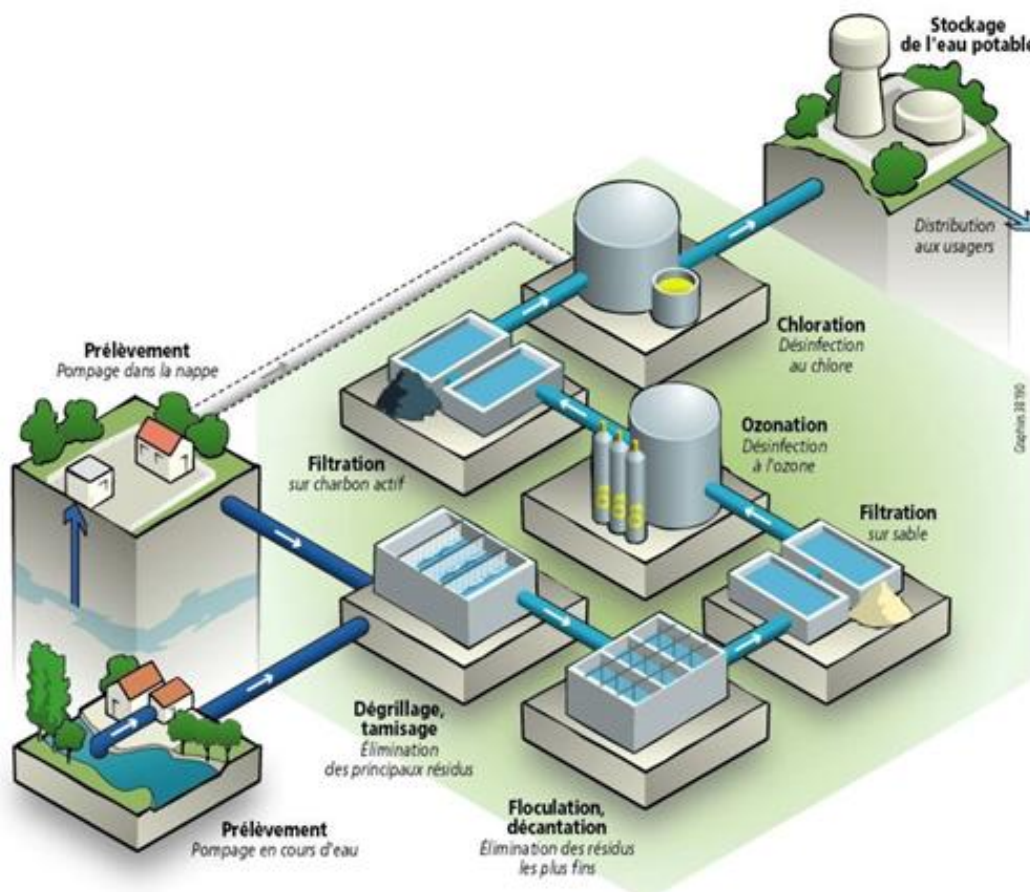 Stockage
de l'eau potable
Distribution
aux usagers
Chloration
Désinfection
au chlore
Prélèvement
Pompage dans la nappe
Ozonation
Désinfection
à l'ozone
Filtration
sur charbon actif
Filtration
sur sable
Dégrillage,
tamisage
Élimination
des principaux résidus
Floculation,
décantation
Élimination des résidus
les plus fins
Prélèvement
Pompage en cours d'eau